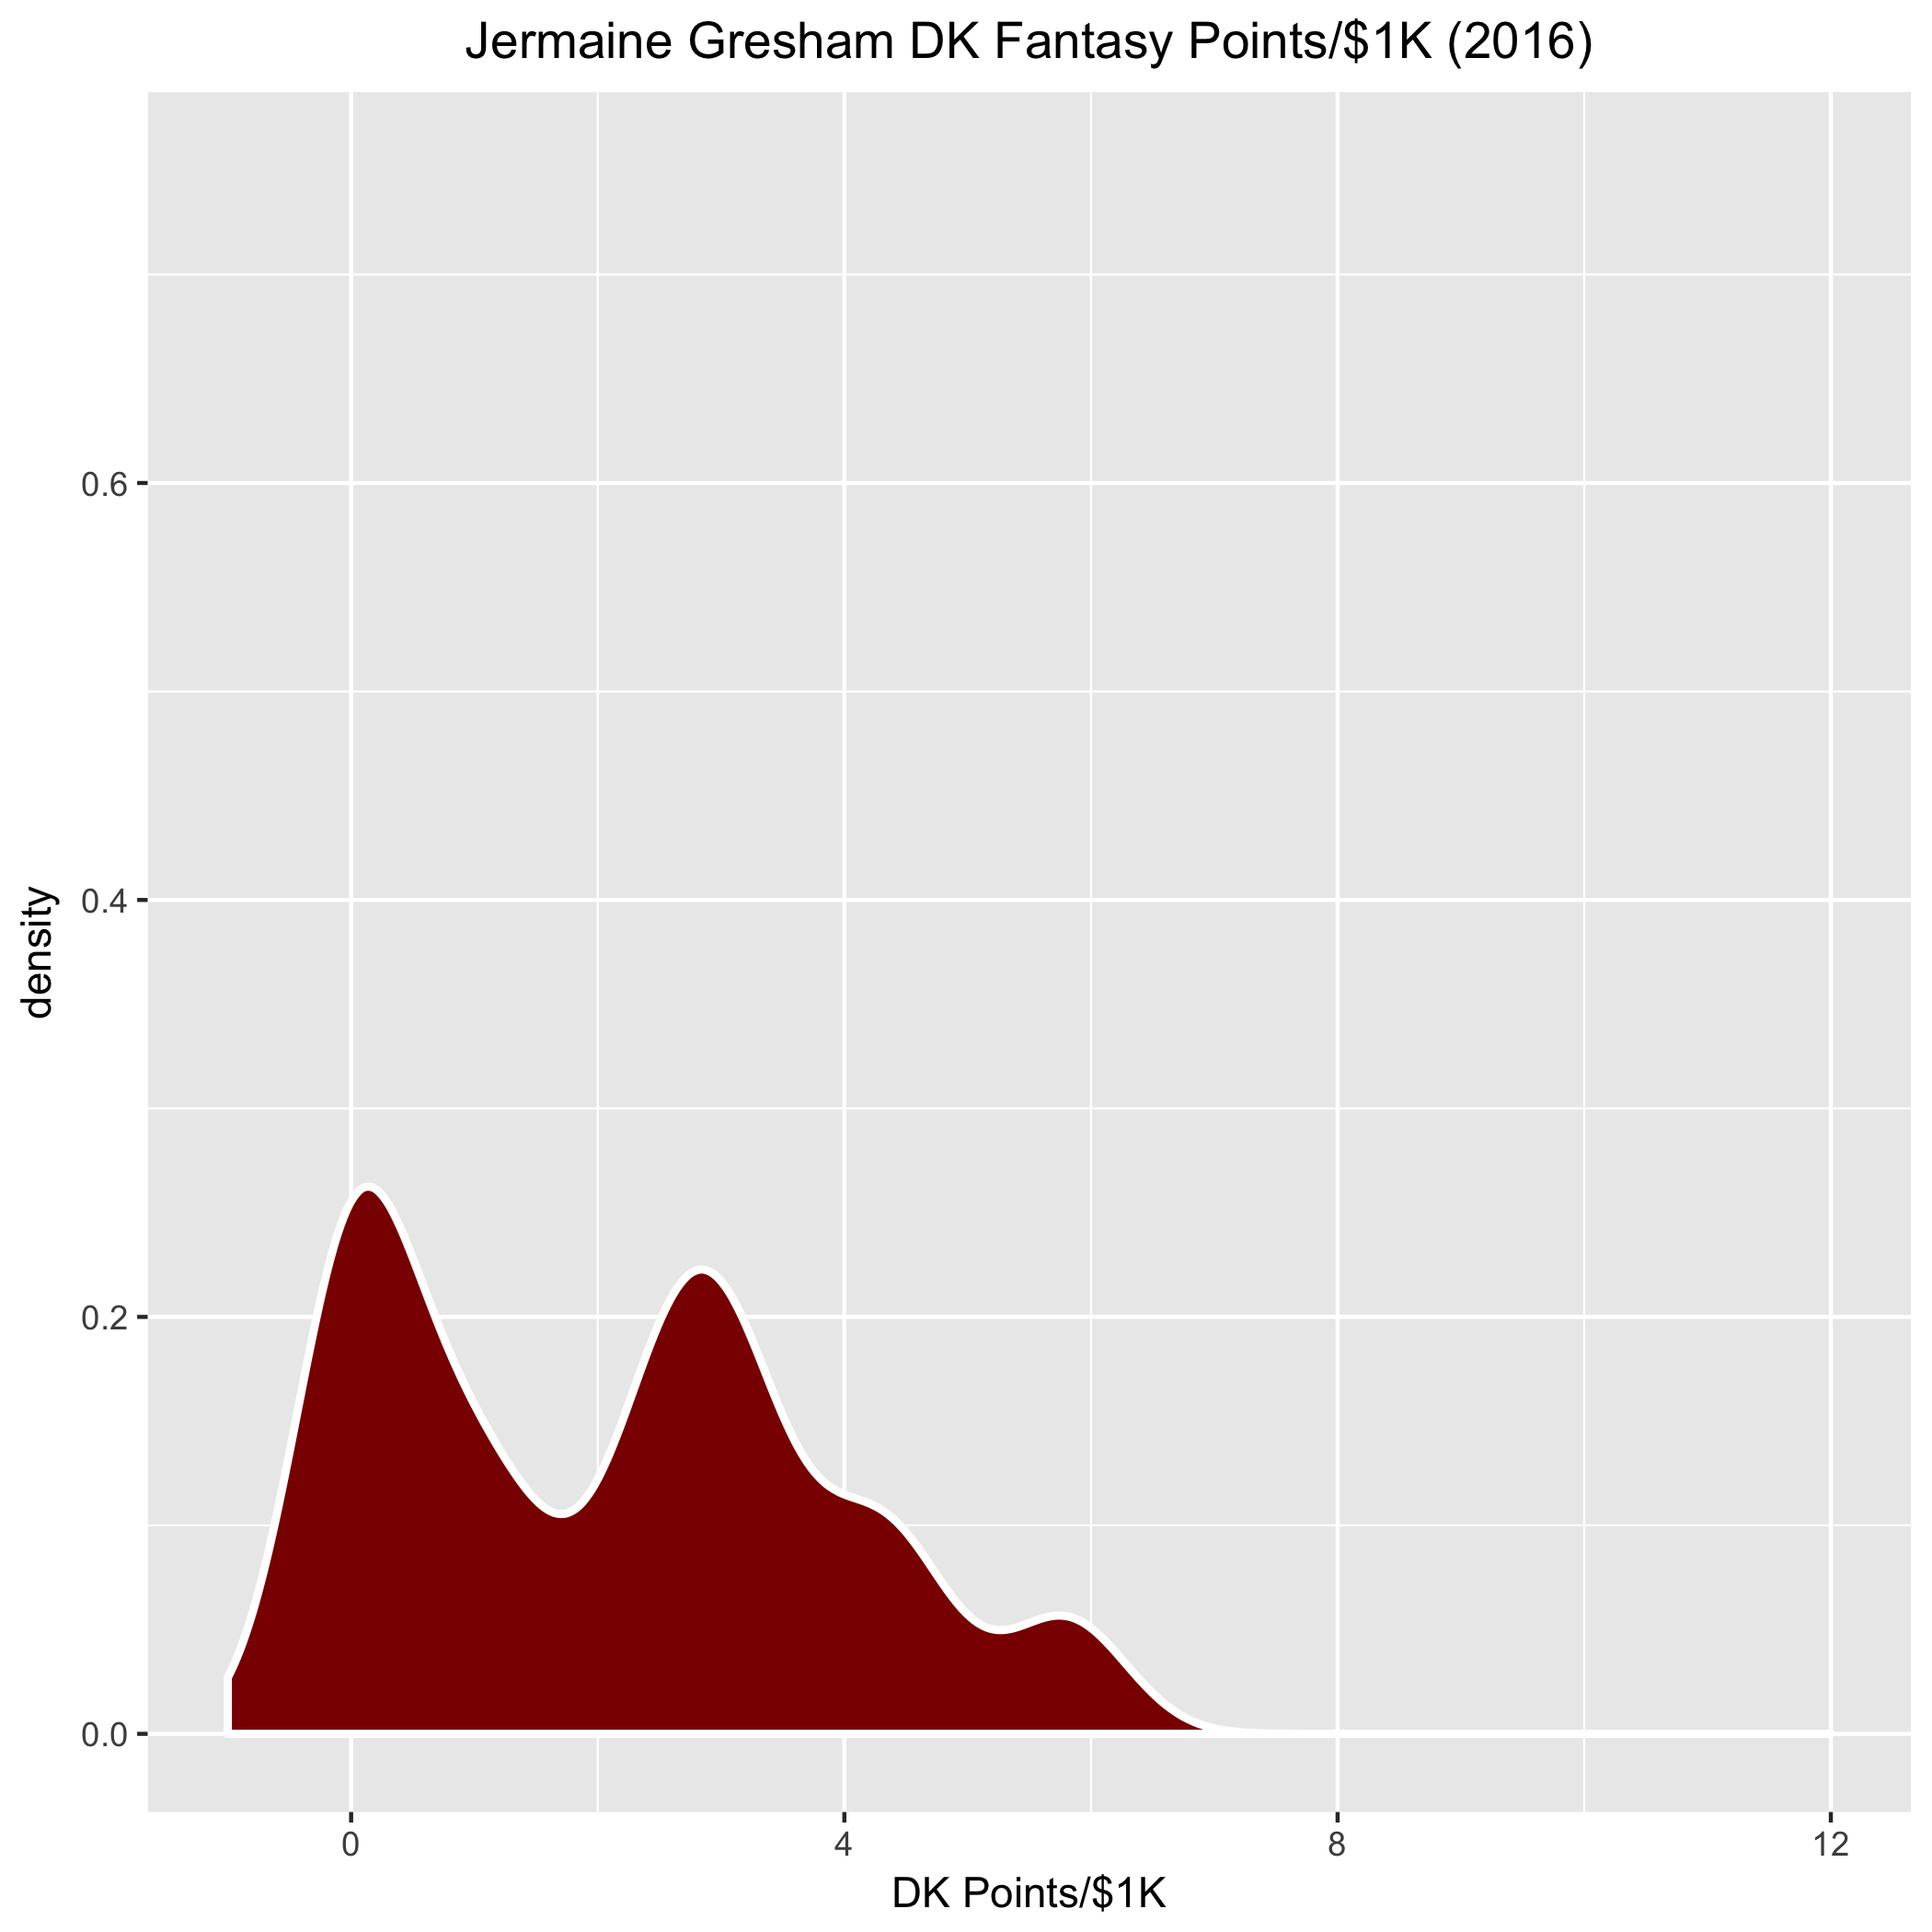 Jermaine Gresham DK Fantasy Points/$1K (2016)
density
0.6
0.4
0.2
0.0
0 4 8 12
DK Points/$1K